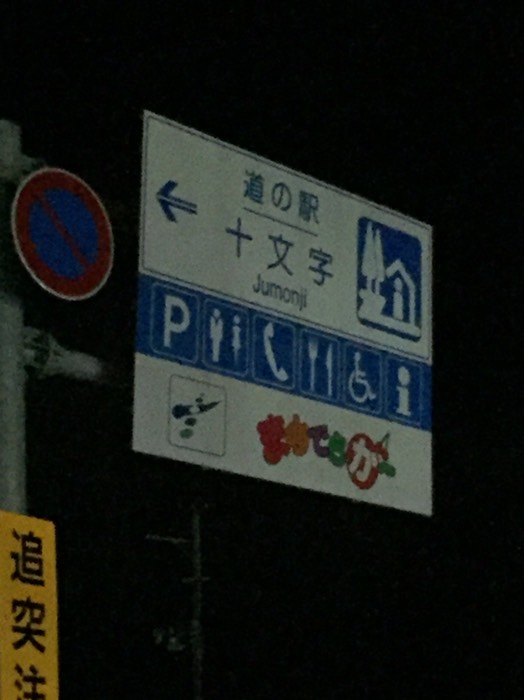 道の駅
十文字
Jumonji
P
i
まめでらが〜
追突注